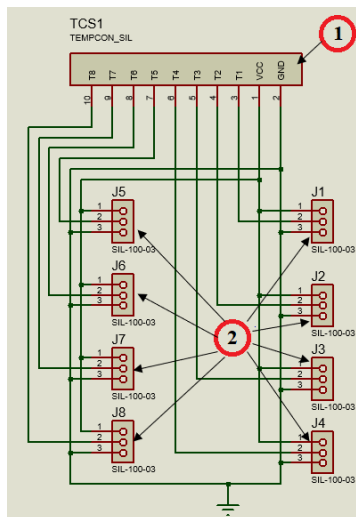 TCS1
TEMPCON_SIL
1
T8 T7 T6 T5 T4 T3 T2 T1 VCC GND
10 9 8 7 6 5 4 3 1 2
J5 J1
1 1
2 2
3 3
SIL-100-03 SIL-100-03
J6 J2
1 1
2 2
3 3
SIL-100-03 SIL-100-03
2
J7 J3
1 1
2 2
3 3
SIL-100-03 SIL-100-03
J8 J4
1 1
2 2
3 3
SIL-100-03 SIL-100-03